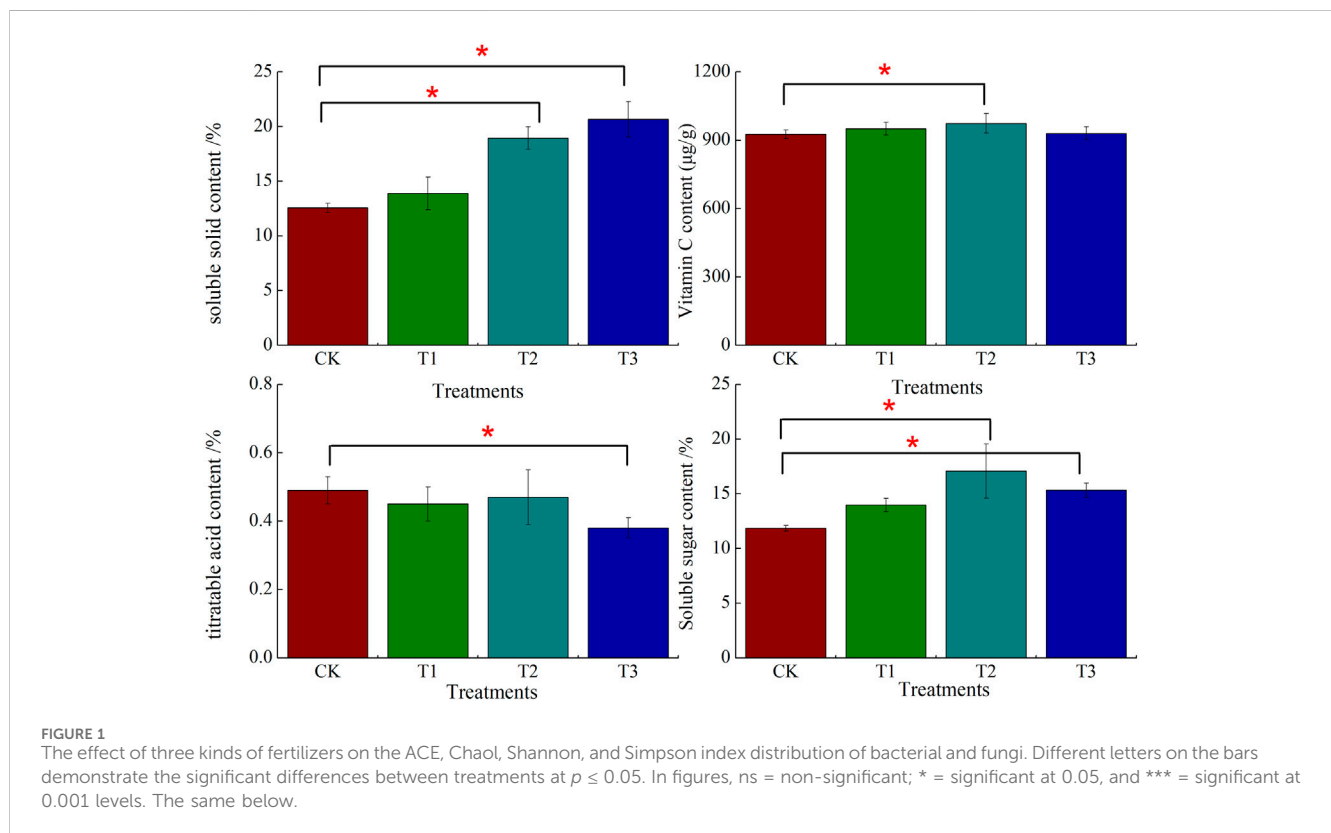 *
*
25
20
15
10
5
0
soluble solid content /%
CK T1 T2 T3
Treatments
*
1200
900
600
300
0
Vitamin C content (µg/g)
CK T1 T2 T3
Treatments
*
0.8
0.6
0.4
0.2
0.0
titratable acid content /%
CK T1 T2 T3
Treatments
*
*
25
20
15
10
5
0
Soluble sugar content /%
CK T1 T2 T3
Treatments
FIGURE 1
The effect of three kinds of fertilizers on the ACE, Chaol, Shannon, and Simpson index distribution of bacterial and fungi. Different letters on the bars
demonstrate the significant differences between treatments at p ≤ 0.05. In figures, ns = non-significant; * = significant at 0.05, and *** = significant at
0.001 levels. The same below.